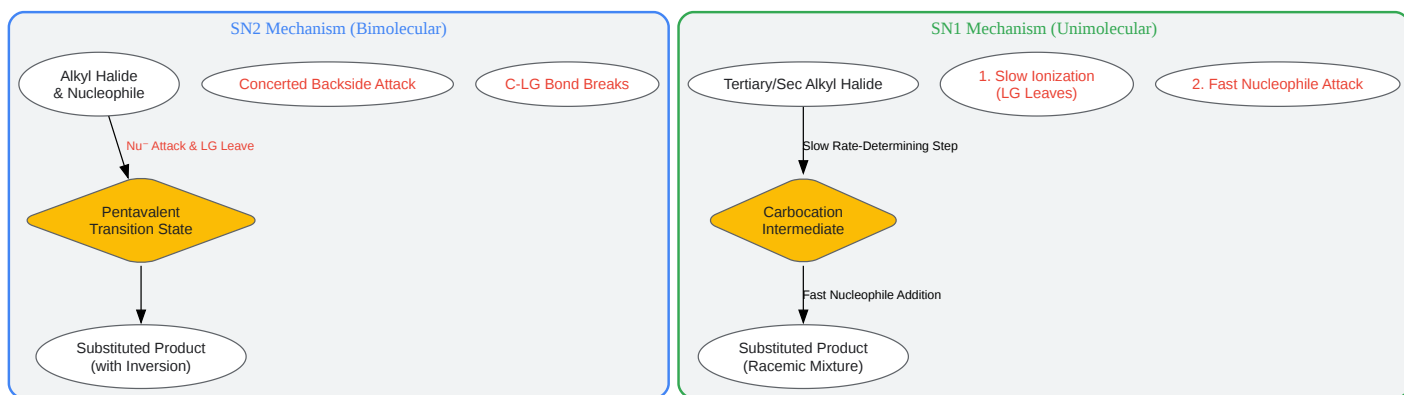 SN2 Mechanism (Bimolecular)
Alkyl Halide
& Nucleophile
Concerted Backside Attack
C-LG Bond Breaks
Nu⁻ Attack & LG Leave
Pentavalent
Transition State
Substituted Product
(with Inversion)
SN1 Mechanism (Unimolecular)
Tertiary/Sec Alkyl Halide
1. Slow Ionization
(LG Leaves)
2. Fast Nucleophile Attack
Slow Rate-Determining Step
Carbocation
Intermediate
Fast Nucleophile Addition
Substituted Product
(Racemic Mixture)